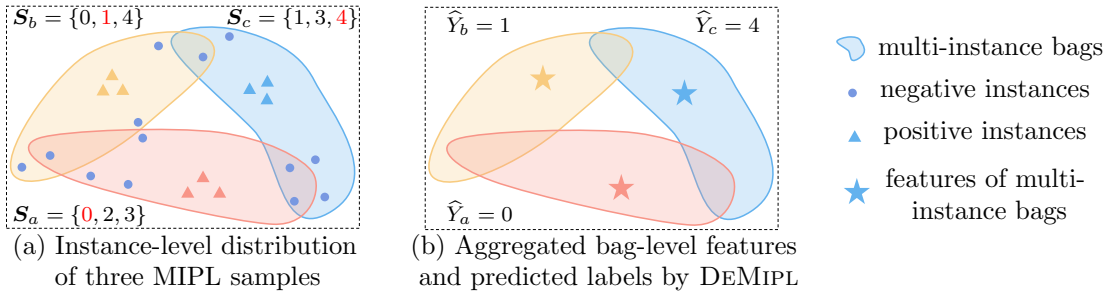 𝑺_b = {0, 1, 4}
𝑺_c = {1, 3, 4}
𝑺_a = {0, 2, 3}
(a) Instance-level distribution
of three MIPL samples
Ŷ_b = 1
Ŷ_c = 4
Ŷ_a = 0
(b) Aggregated bag-level features
and predicted labels by DEMIPL
multi-instance bags
negative instances
positive instances
features of multi-
instance bags